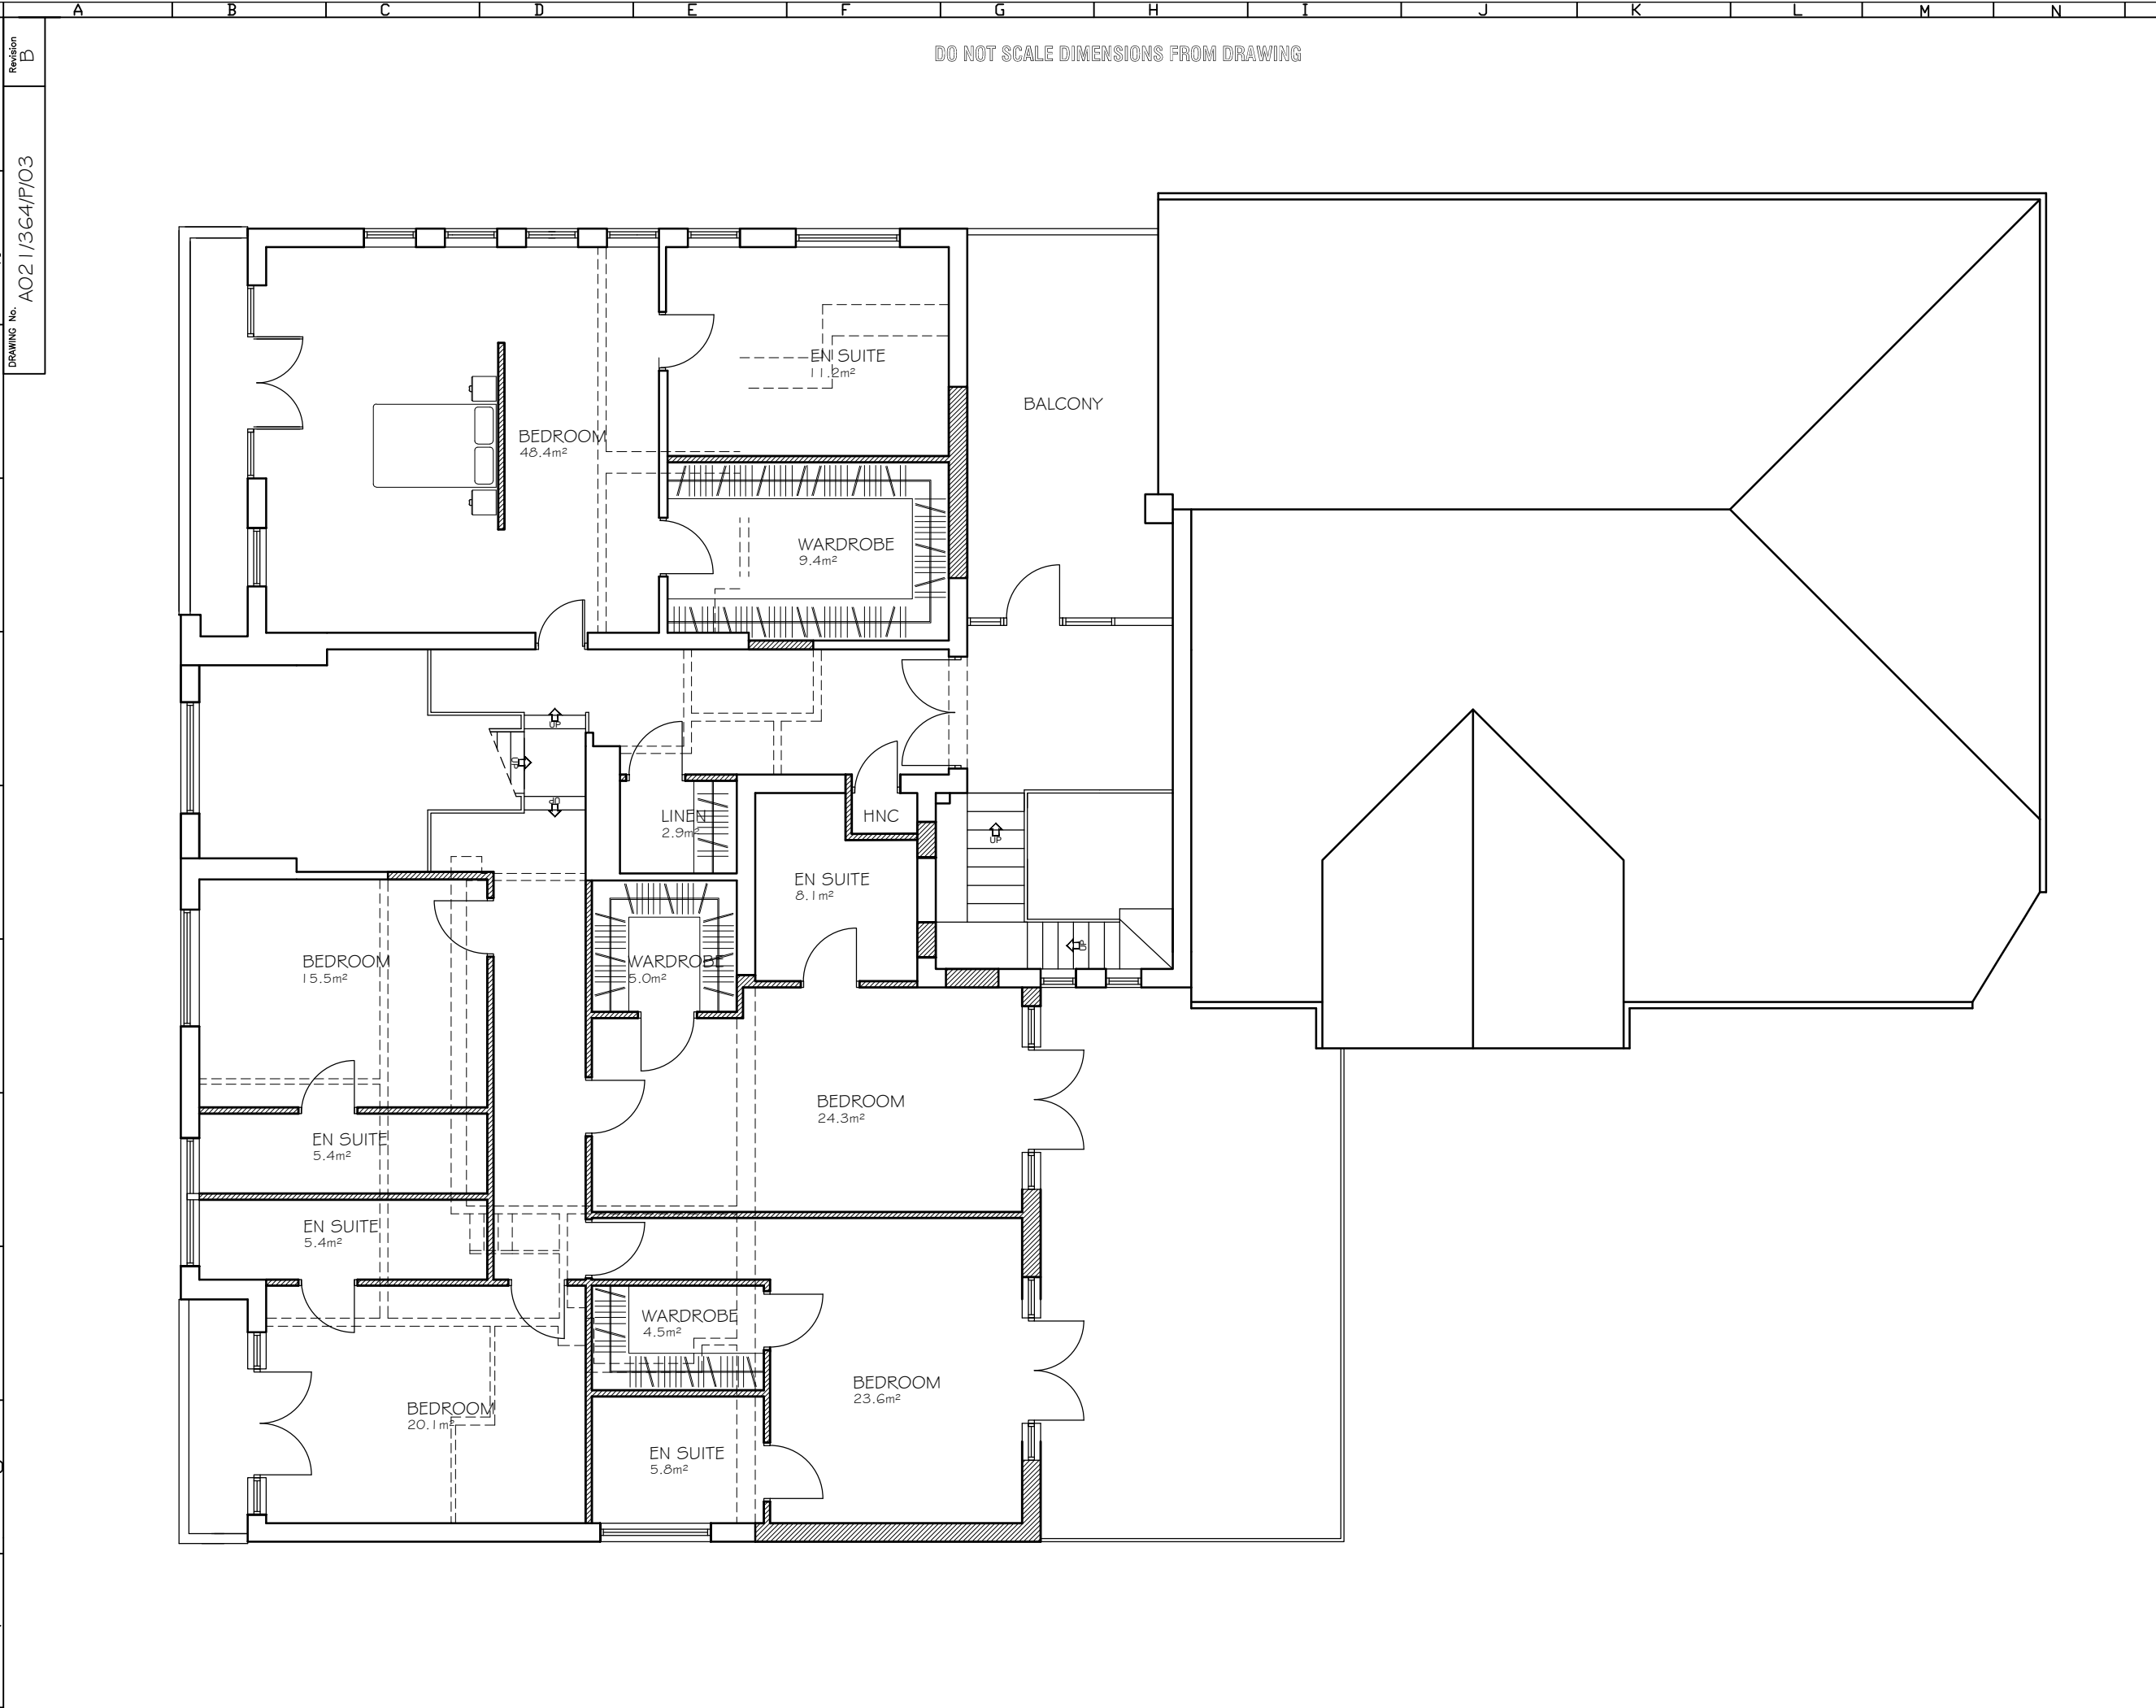 A B C D E F G H I J K L M N
DO NOT SCALE DIMENSIONS FROM DRAWING
Revision
B
DRAWING No.
A021/364/P/03
EN SUITE
11.2m²
BALCONY
BEDROOM
48.4m²
WARDROBE
9.4m²
UP
UP
UP
LINEN
2.9m²
HNC
UP
EN SUITE
8.1m²
UP
BEDROOM
15.5m²
WARDROBE
5.0m²
BEDROOM
24.3m²
EN SUITE
5.4m²
EN SUITE
5.4m²
WARDROBE
4.5m²
BEDROOM
23.6m²
BEDROOM
20.1m²
EN SUITE
5.8m²